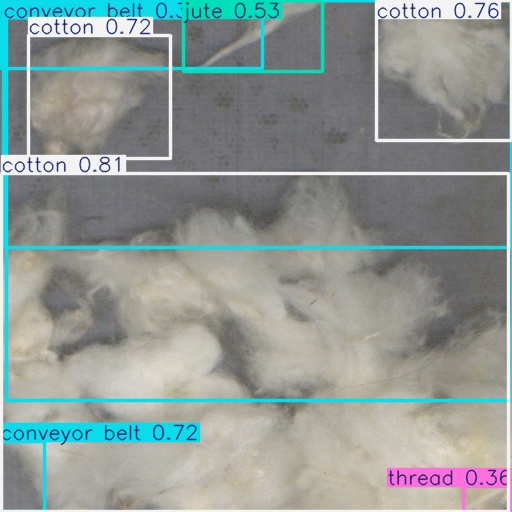 conveyor belt 0.3
jute 0.53
cotton 0.72
cotton 0.76
cotton 0.81
conveyor belt 0.72
thread 0.36